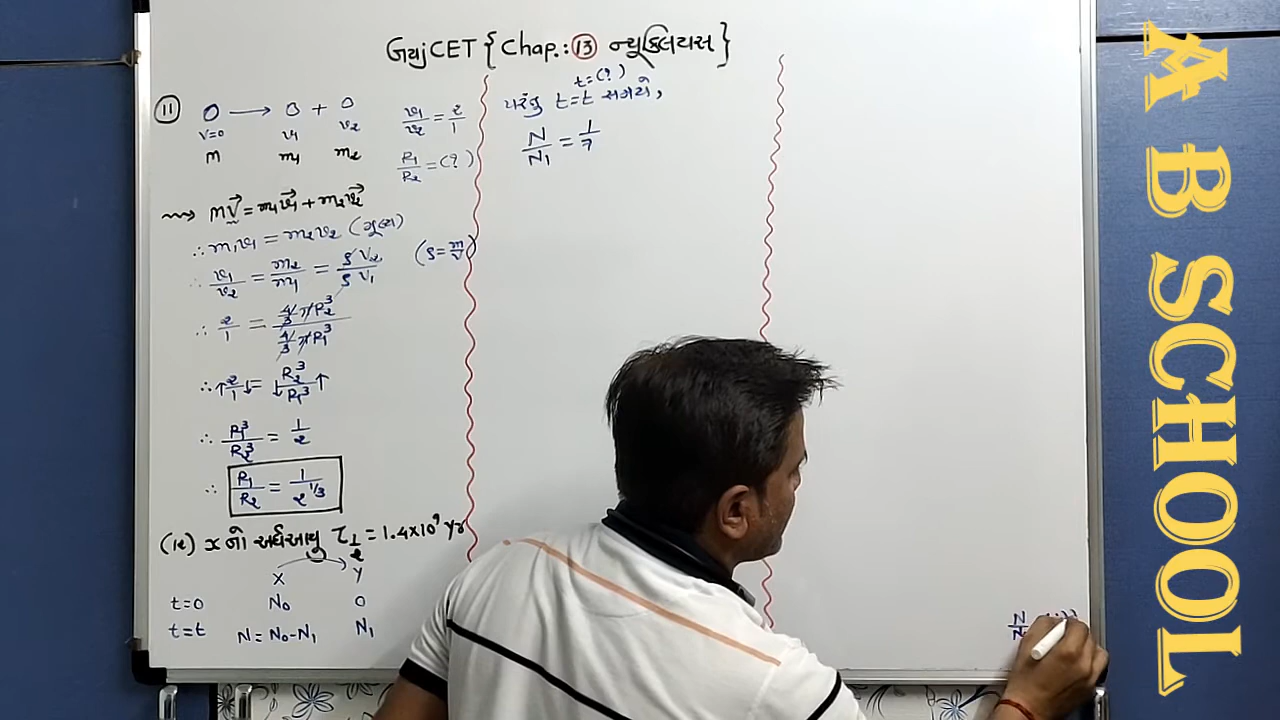 GujCET { Chap.: 13 ન્યૂક્લિયસ }
11 O → O + O
V=0 v₁ v₂
M m₁ m₂
v₁/v₂ = 2/1
R₁/R₂ = (?)
⇝ MV⃗ = m₁v⃗₁ + m₂v⃗₂
∴ m₁v₁ = m₂v₂ (મૂલ્ય)
∴ v₁/v₂ = m₂/m₁ = ρV₂/ρV₁ (ρ = m/V)
∴ 2/1 = 4/3 πR₂³ / 4/3 πR₁³
∴ ↑2/1↓ = ↓R₂³/R₁³↑
∴ R₁³/R₂³ = 1/2
∴ R₁/R₂ = 1/2^(1/3)
(12) x નો અર્ધઆયુ τ½ = 1.4×10⁹ yr
X Y
t=0 N₀ 0
t=t N = N₀-N₁ N₁
t=(?)
પરંતુ t=t સમયે,
N/N₁ = 1/7
A B SCHOOL